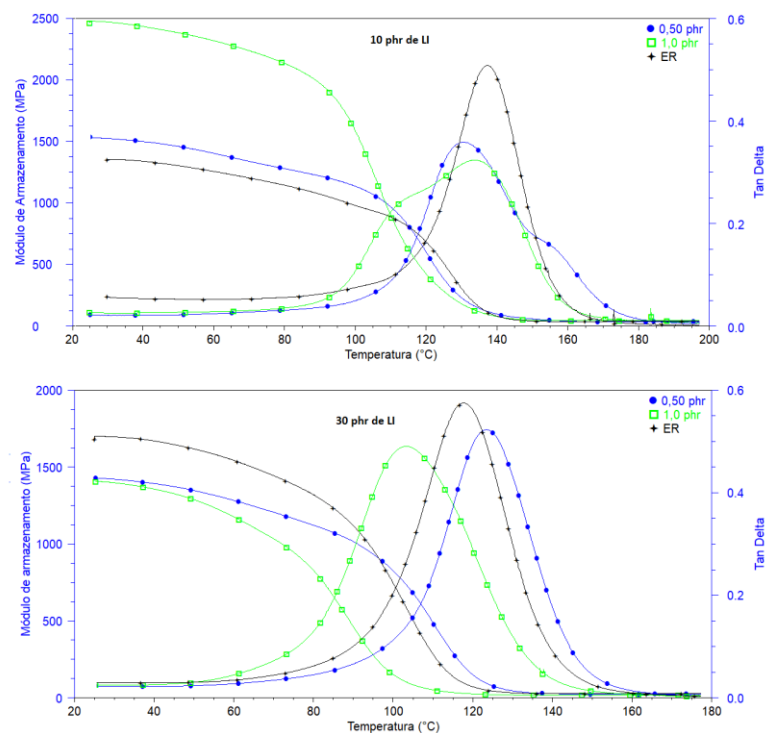 10 phr de LI
0,50 phr
1,0 phr
ER
Módulo de Armazenamento (MPa)
2500
2000
1500
1000
500
0
Tan Delta
0.6
0.4
0.2
0.0
20 40 60 80 100 120 140 160 180 200
Temperatura (°C)
30 phr de LI
0,50 phr
1,0 phr
ER
Módulo de armazenamento (MPa)
2000
1500
1000
500
0
Tan Delta
0.6
0.4
0.2
0.0
20 40 60 80 100 120 140 160 180
Temperatura (°C)